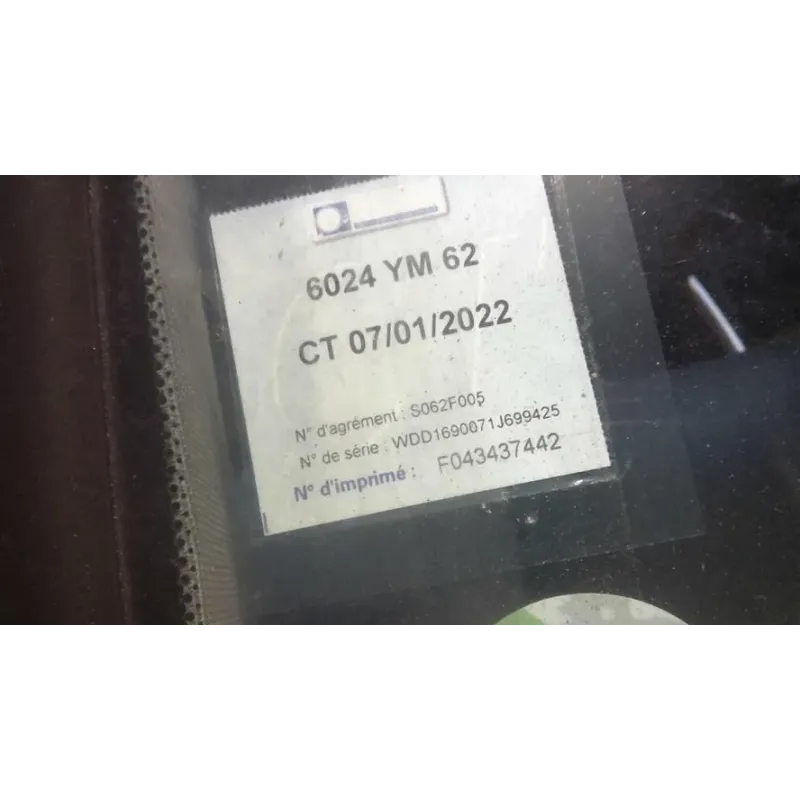 6024 YM 62
CT 07/01/2022
N° d'agrément : S062F005
N° de série : WDD1690071J699425
N° d'imprimé : F043437442